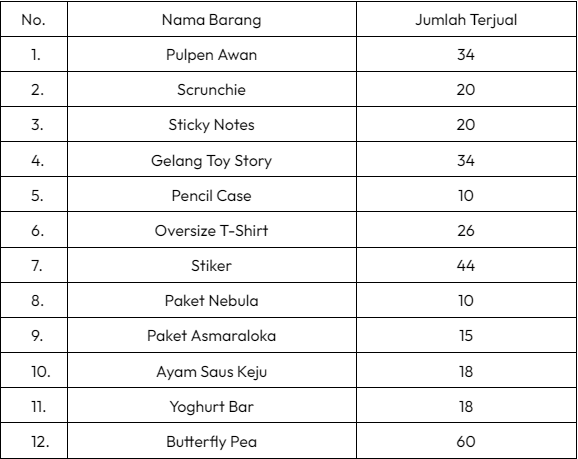 No. Nama Barang Jumlah Terjual
1. Pulpen Awan 34
2. Scrunchie 20
3. Sticky Notes 20
4. Gelang Toy Story 34
5. Pencil Case 10
6. Oversize T-Shirt 26
7. Stiker 44
8. Paket Nebula 10
9. Paket Asmaraloka 15
10. Ayam Saus Keju 18
11. Yoghurt Bar 18
12. Butterfly Pea 60